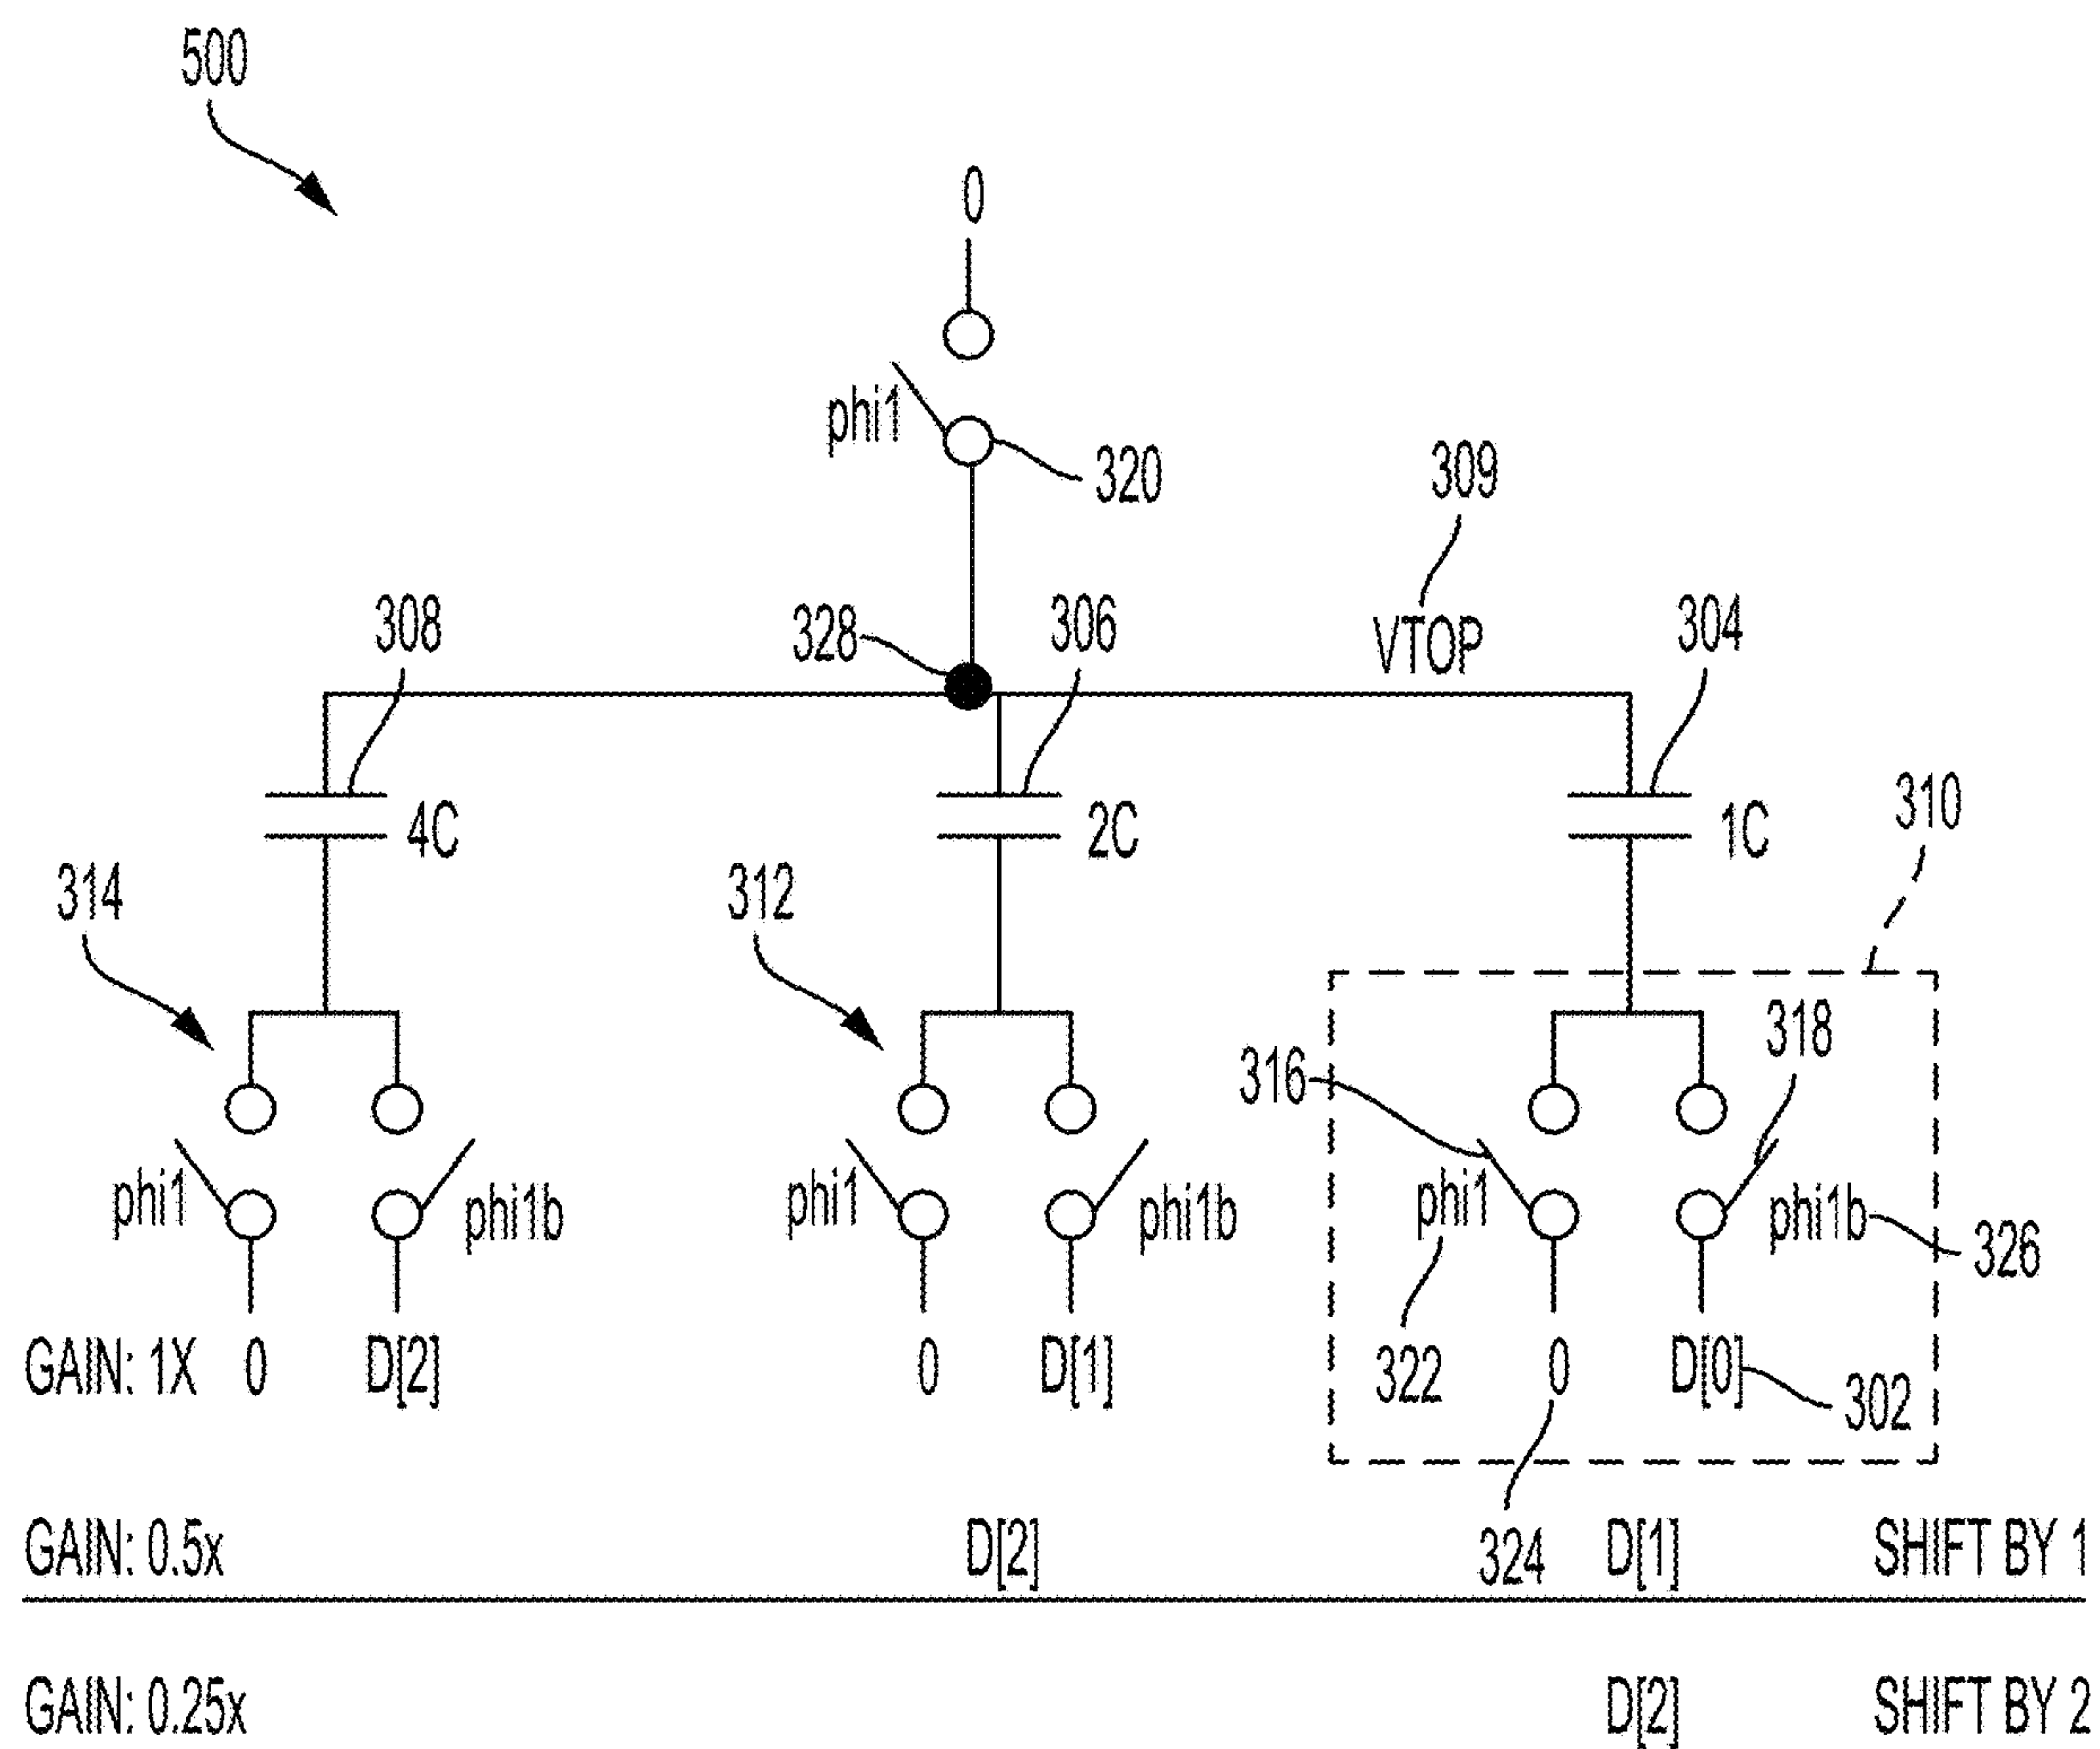 500
0
phi1
320
309
308
328
306
VTOP
304
4C
2C
1C
310
314
312
316
318
phi1
phi1b
phi1
phi1b
phi1
phi1b
326
322
GAIN: 1X 0 D[2] 0 D[1] 0 D[0]
302
GAIN: 0.5x D[2] 324 D[1] SHIFT BY 1
GAIN: 0.25x D[2] SHIFT BY 2